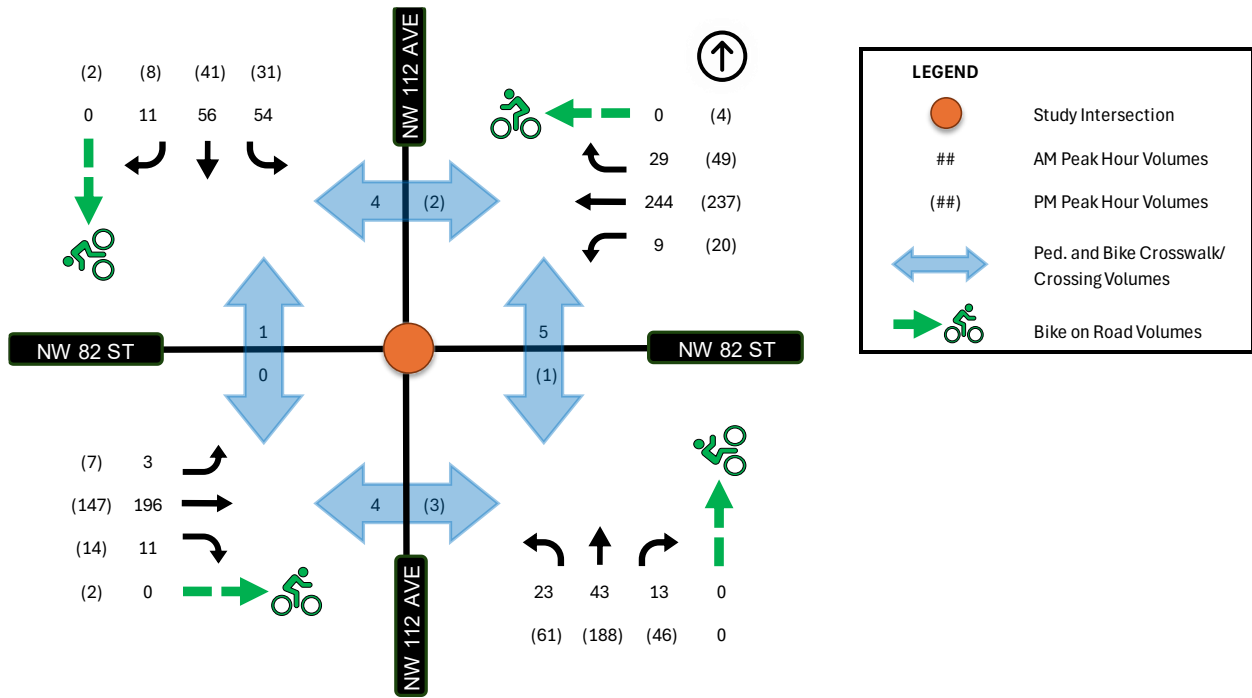 NW 112 AVE
(2) (8) (41) (31)
0 11 56 54
0 (4)
29 (49)
244 (237)
9 (20)
4 (2)
1
0
5
(1)
NW 82 ST
NW 82 ST
(7) 3
(147) 196
(14) 11
(2) 0
4 (3)
23 43 13 0
(61) (188) (46) 0
NW 112 AVE
LEGEND
Study Intersection
## AM Peak Hour Volumes
(##) PM Peak Hour Volumes
Ped. and Bike Crosswalk/
Crossing Volumes
Bike on Road Volumes